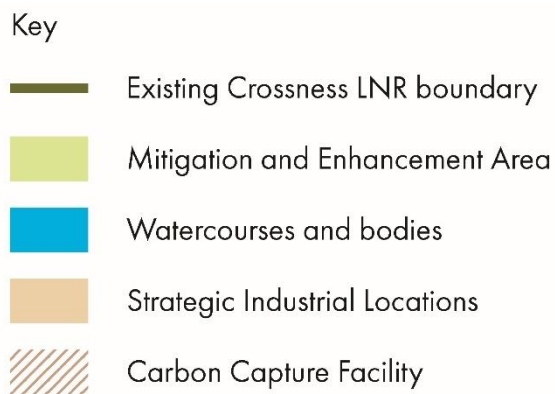 Key
Existing Crossness LNR boundary
Mitigation and Enhancement Area
Watercourses and bodies
Strategic Industrial Locations
Carbon Capture Facility